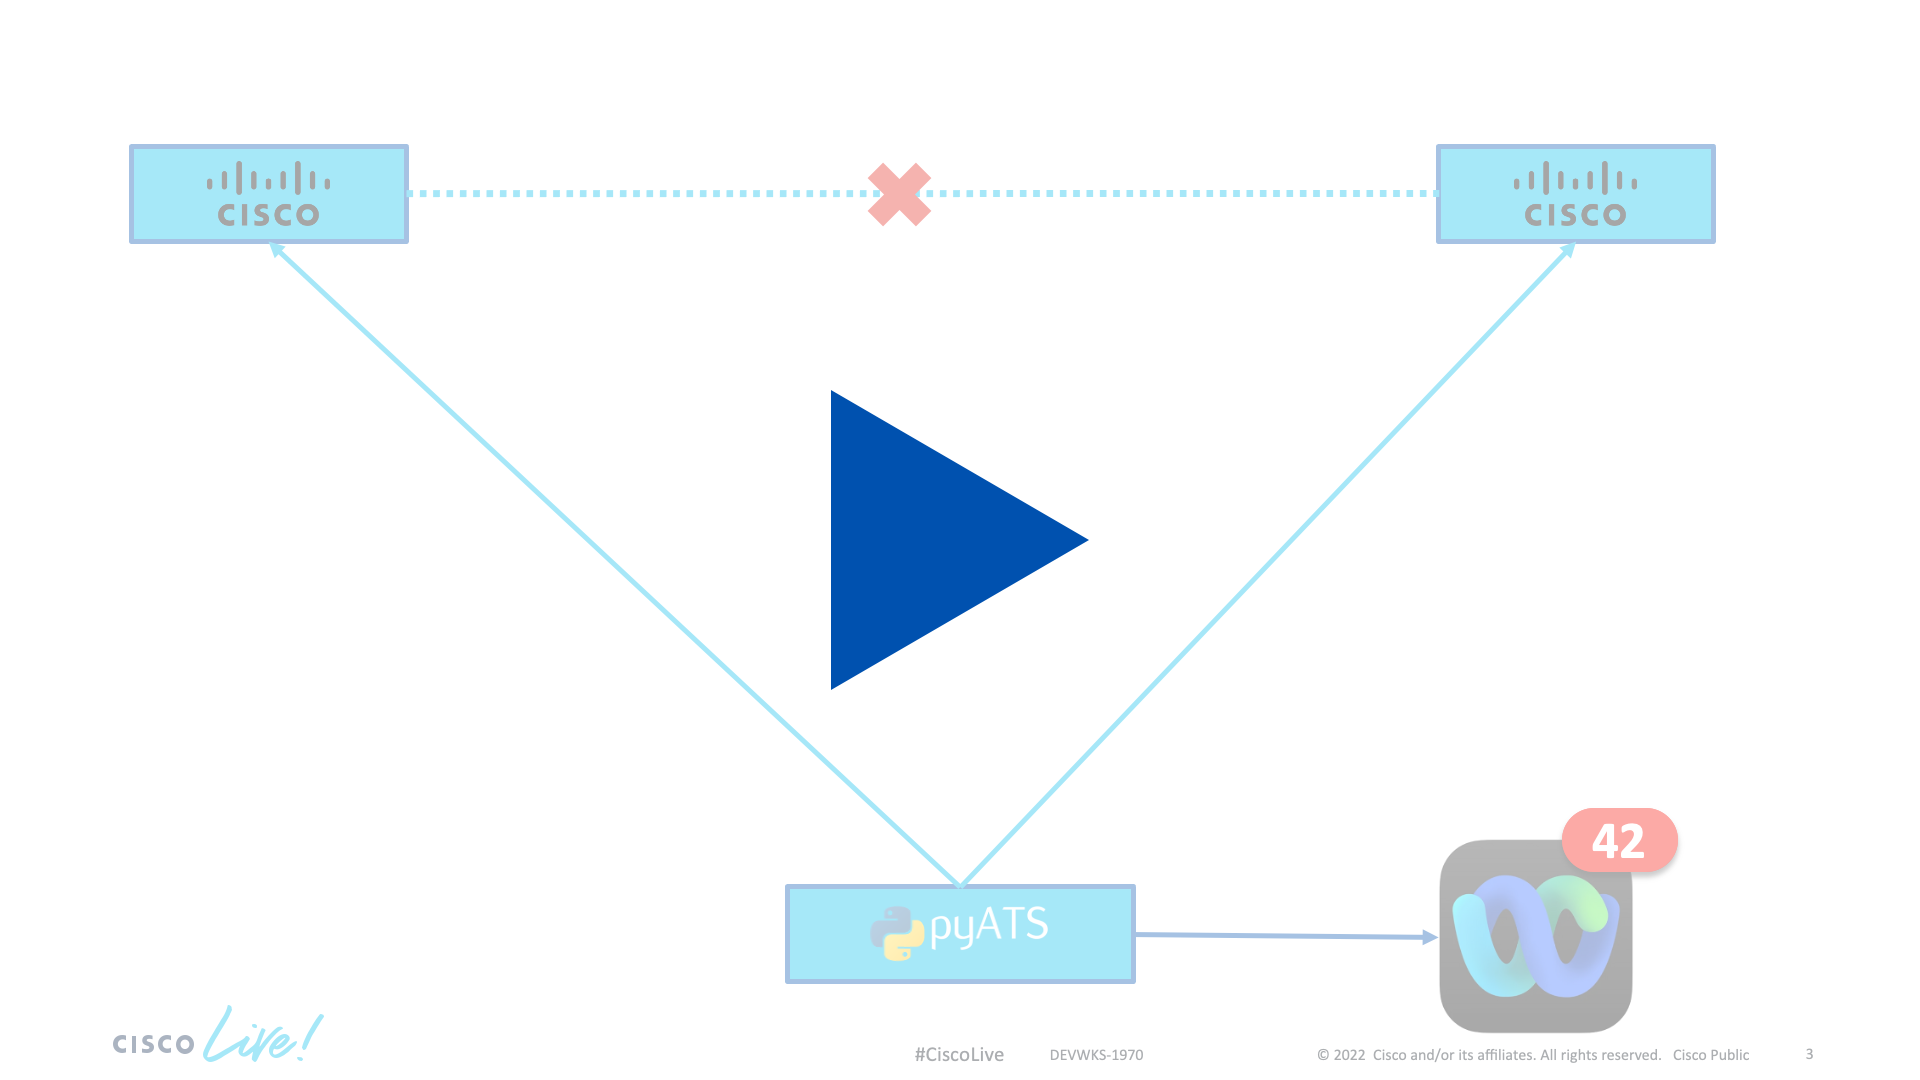 CISCO
CISCO
42
pyATS
CISCO Live!
#CiscoLive
DEVWKS-1970
© 2022 Cisco and/or its affiliates. All rights reserved. Cisco Public
3